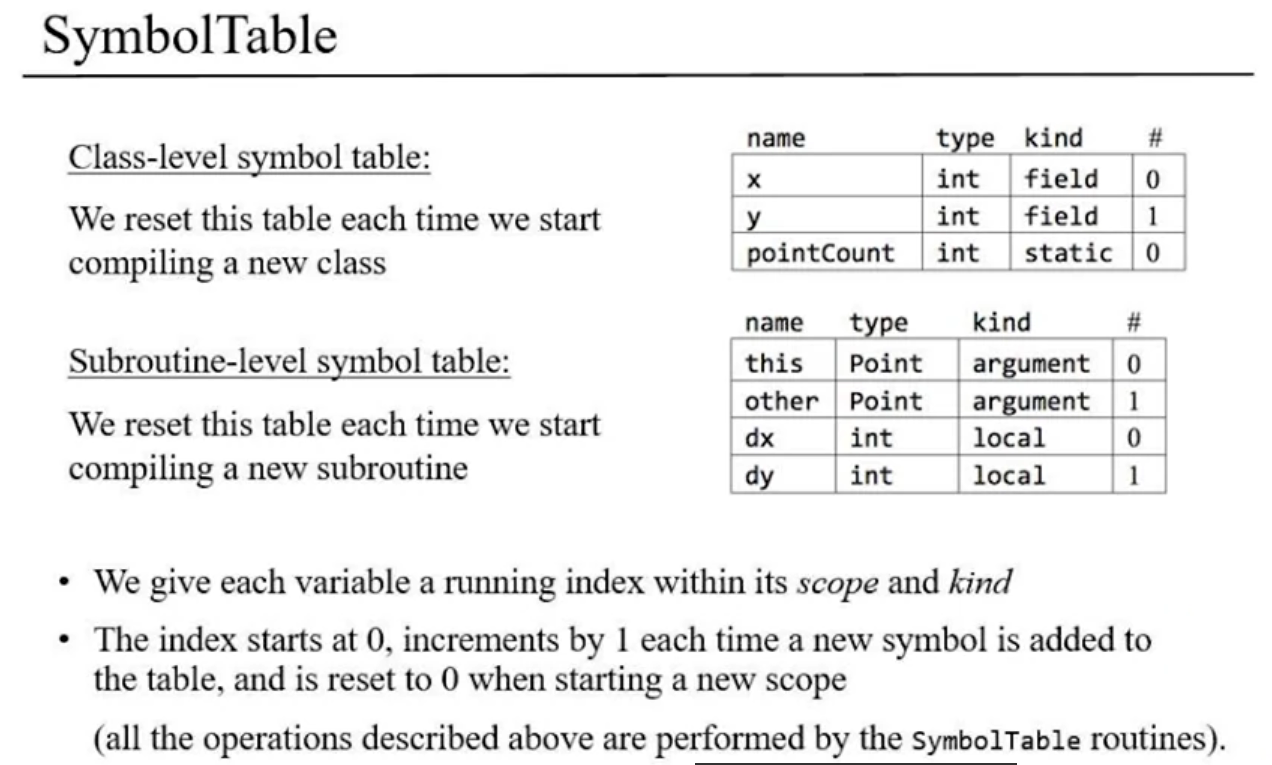 SymbolTable
Class-level symbol table:
We reset this table each time we start
compiling a new class
name type kind #
x int field 0
y int field 1
pointCount int static 0
Subroutine-level symbol table:
We reset this table each time we start
compiling a new subroutine
name type kind #
this Point argument 0
other Point argument 1
dx int local 0
dy int local 1
• We give each variable a running index within its scope and kind
• The index starts at 0, increments by 1 each time a new symbol is added to
the table, and is reset to 0 when starting a new scope
(all the operations described above are performed by the SymbolTable routines).